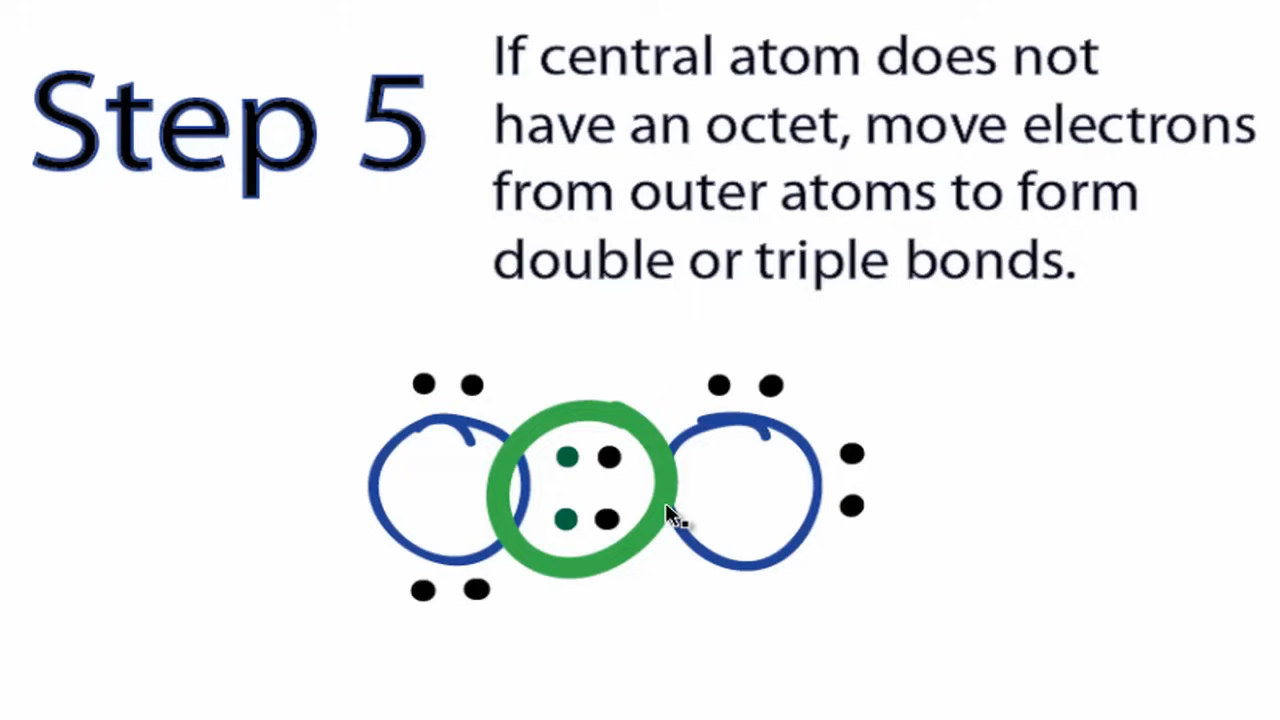 Step 5
If central atom does not
have an octet, move electrons
from outer atoms to form
double or triple bonds.